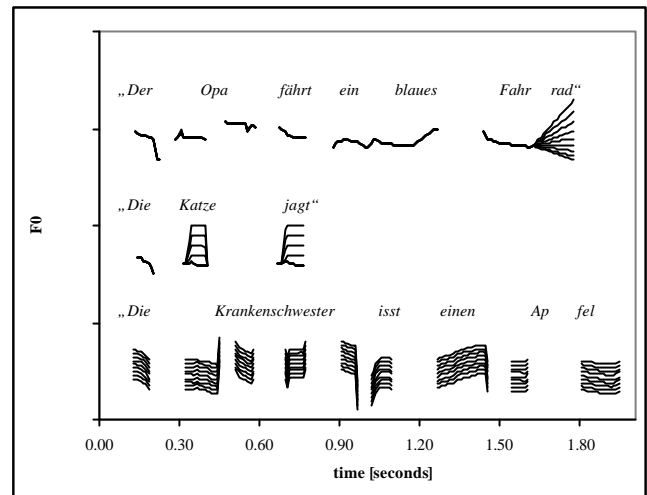 „Der Opa fährt ein blaues Fahr rad“
„Die Katze jagt“
F0
„Die Krankenschwester isst einen Ap fel
0.00 0.30 0.60 0.90 1.20 1.50 1.80
time [seconds]